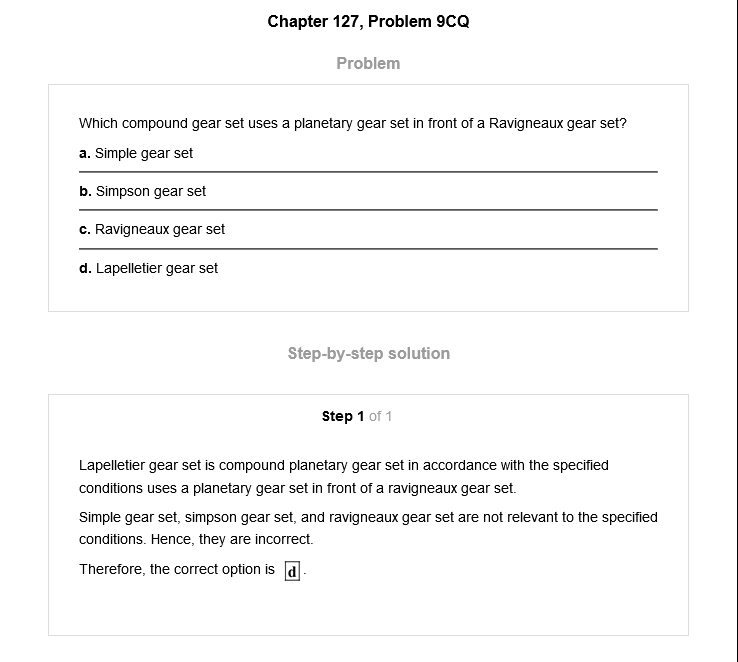 Chapter 127, Problem 9CQ
Problem
Which compound gear set uses a planetary gear set in front of a Ravigneaux gear set?
a. Simple gear set
b. Simpson gear set
c. Ravigneaux gear set
d. Lapelletier gear set
Step-by-step solution
Step 1 of 1
Lapelletier gear set is compound planetary gear set in accordance with the specified
conditions uses a planetary gear set in front of a ravigneaux gear set.
Simple gear set, simpson gear set, and ravigneaux gear set are not relevant to the specified
conditions. Hence, they are incorrect.
Therefore, the correct option is d.